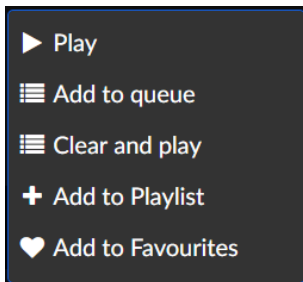 Play
Add to queue
Clear and play
Add to Playlist
Add to Favourites